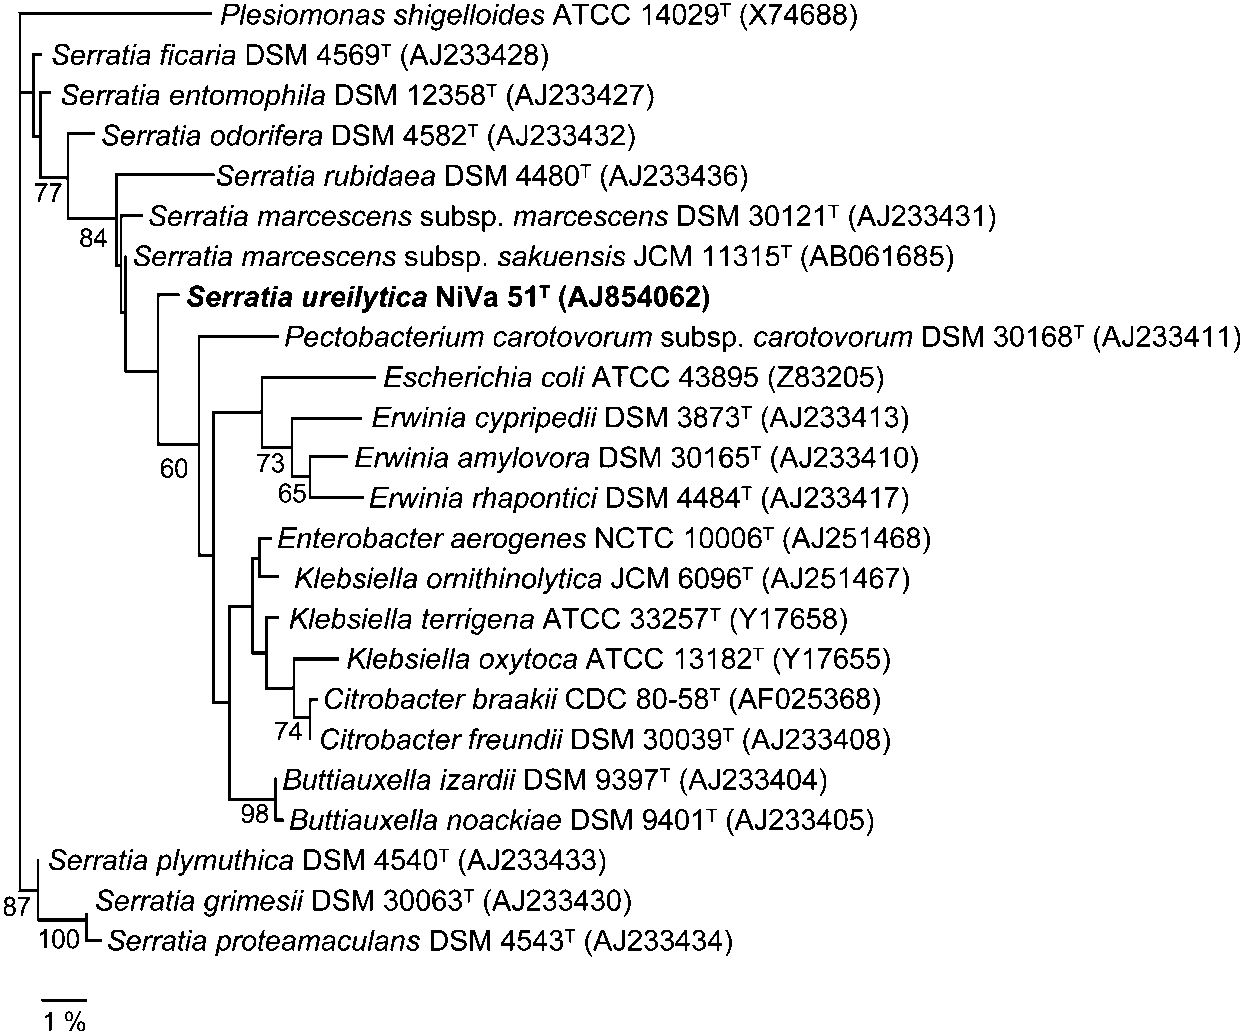 Plesiomonas shigelloides ATCC 14029ᵀ (X74688)
Serratia ficaria DSM 4569ᵀ (AJ233428)
Serratia entomophila DSM 12358ᵀ (AJ233427)
Serratia odorifera DSM 4582ᵀ (AJ233432)
Serratia rubidaea DSM 4480ᵀ (AJ233436)
77
Serratia marcescens subsp. marcescens DSM 30121ᵀ (AJ233431)
84
Serratia marcescens subsp. sakuensis JCM 11315ᵀ (AB061685)
Serratia ureilytica NiVa 51ᵀ (AJ854062)
Pectobacterium carotovorum subsp. carotovorum DSM 30168ᵀ (AJ233411)
Escherichia coli ATCC 43895 (Z83205)
Erwinia cypripedii DSM 3873ᵀ (AJ233413)
Erwinia amylovora DSM 30165ᵀ (AJ233410)
73
60
65
Erwinia rhapontici DSM 4484ᵀ (AJ233417)
Enterobacter aerogenes NCTC 10006ᵀ (AJ251468)
Klebsiella ornithinolytica JCM 6096ᵀ (AJ251467)
Klebsiella terrigena ATCC 33257ᵀ (Y17658)
Klebsiella oxytoca ATCC 13182ᵀ (Y17655)
Citrobacter braakii CDC 80-58ᵀ (AF025368)
74
Citrobacter freundii DSM 30039ᵀ (AJ233408)
Buttiauxella izardii DSM 9397ᵀ (AJ233404)
98
Buttiauxella noackiae DSM 9401ᵀ (AJ233405)
Serratia plymuthica DSM 4540ᵀ (AJ233433)
87
Serratia grimesii DSM 30063ᵀ (AJ233430)
100
Serratia proteamaculans DSM 4543ᵀ (AJ233434)
1 %